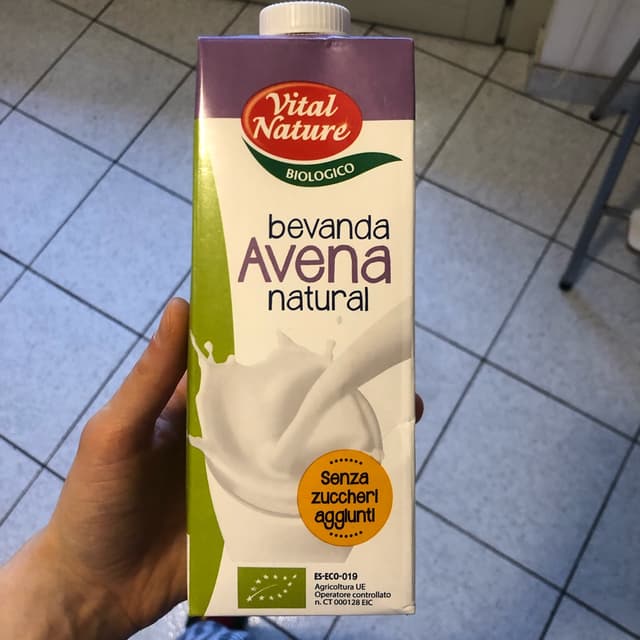 Vital
Nature
BIOLOGICO
bevanda
Avena
natural
Senza
zuccheri
aggiunti
ES-ECO-019
Agricoltura UE
Operatore controllato
n. CT 000128 EIC